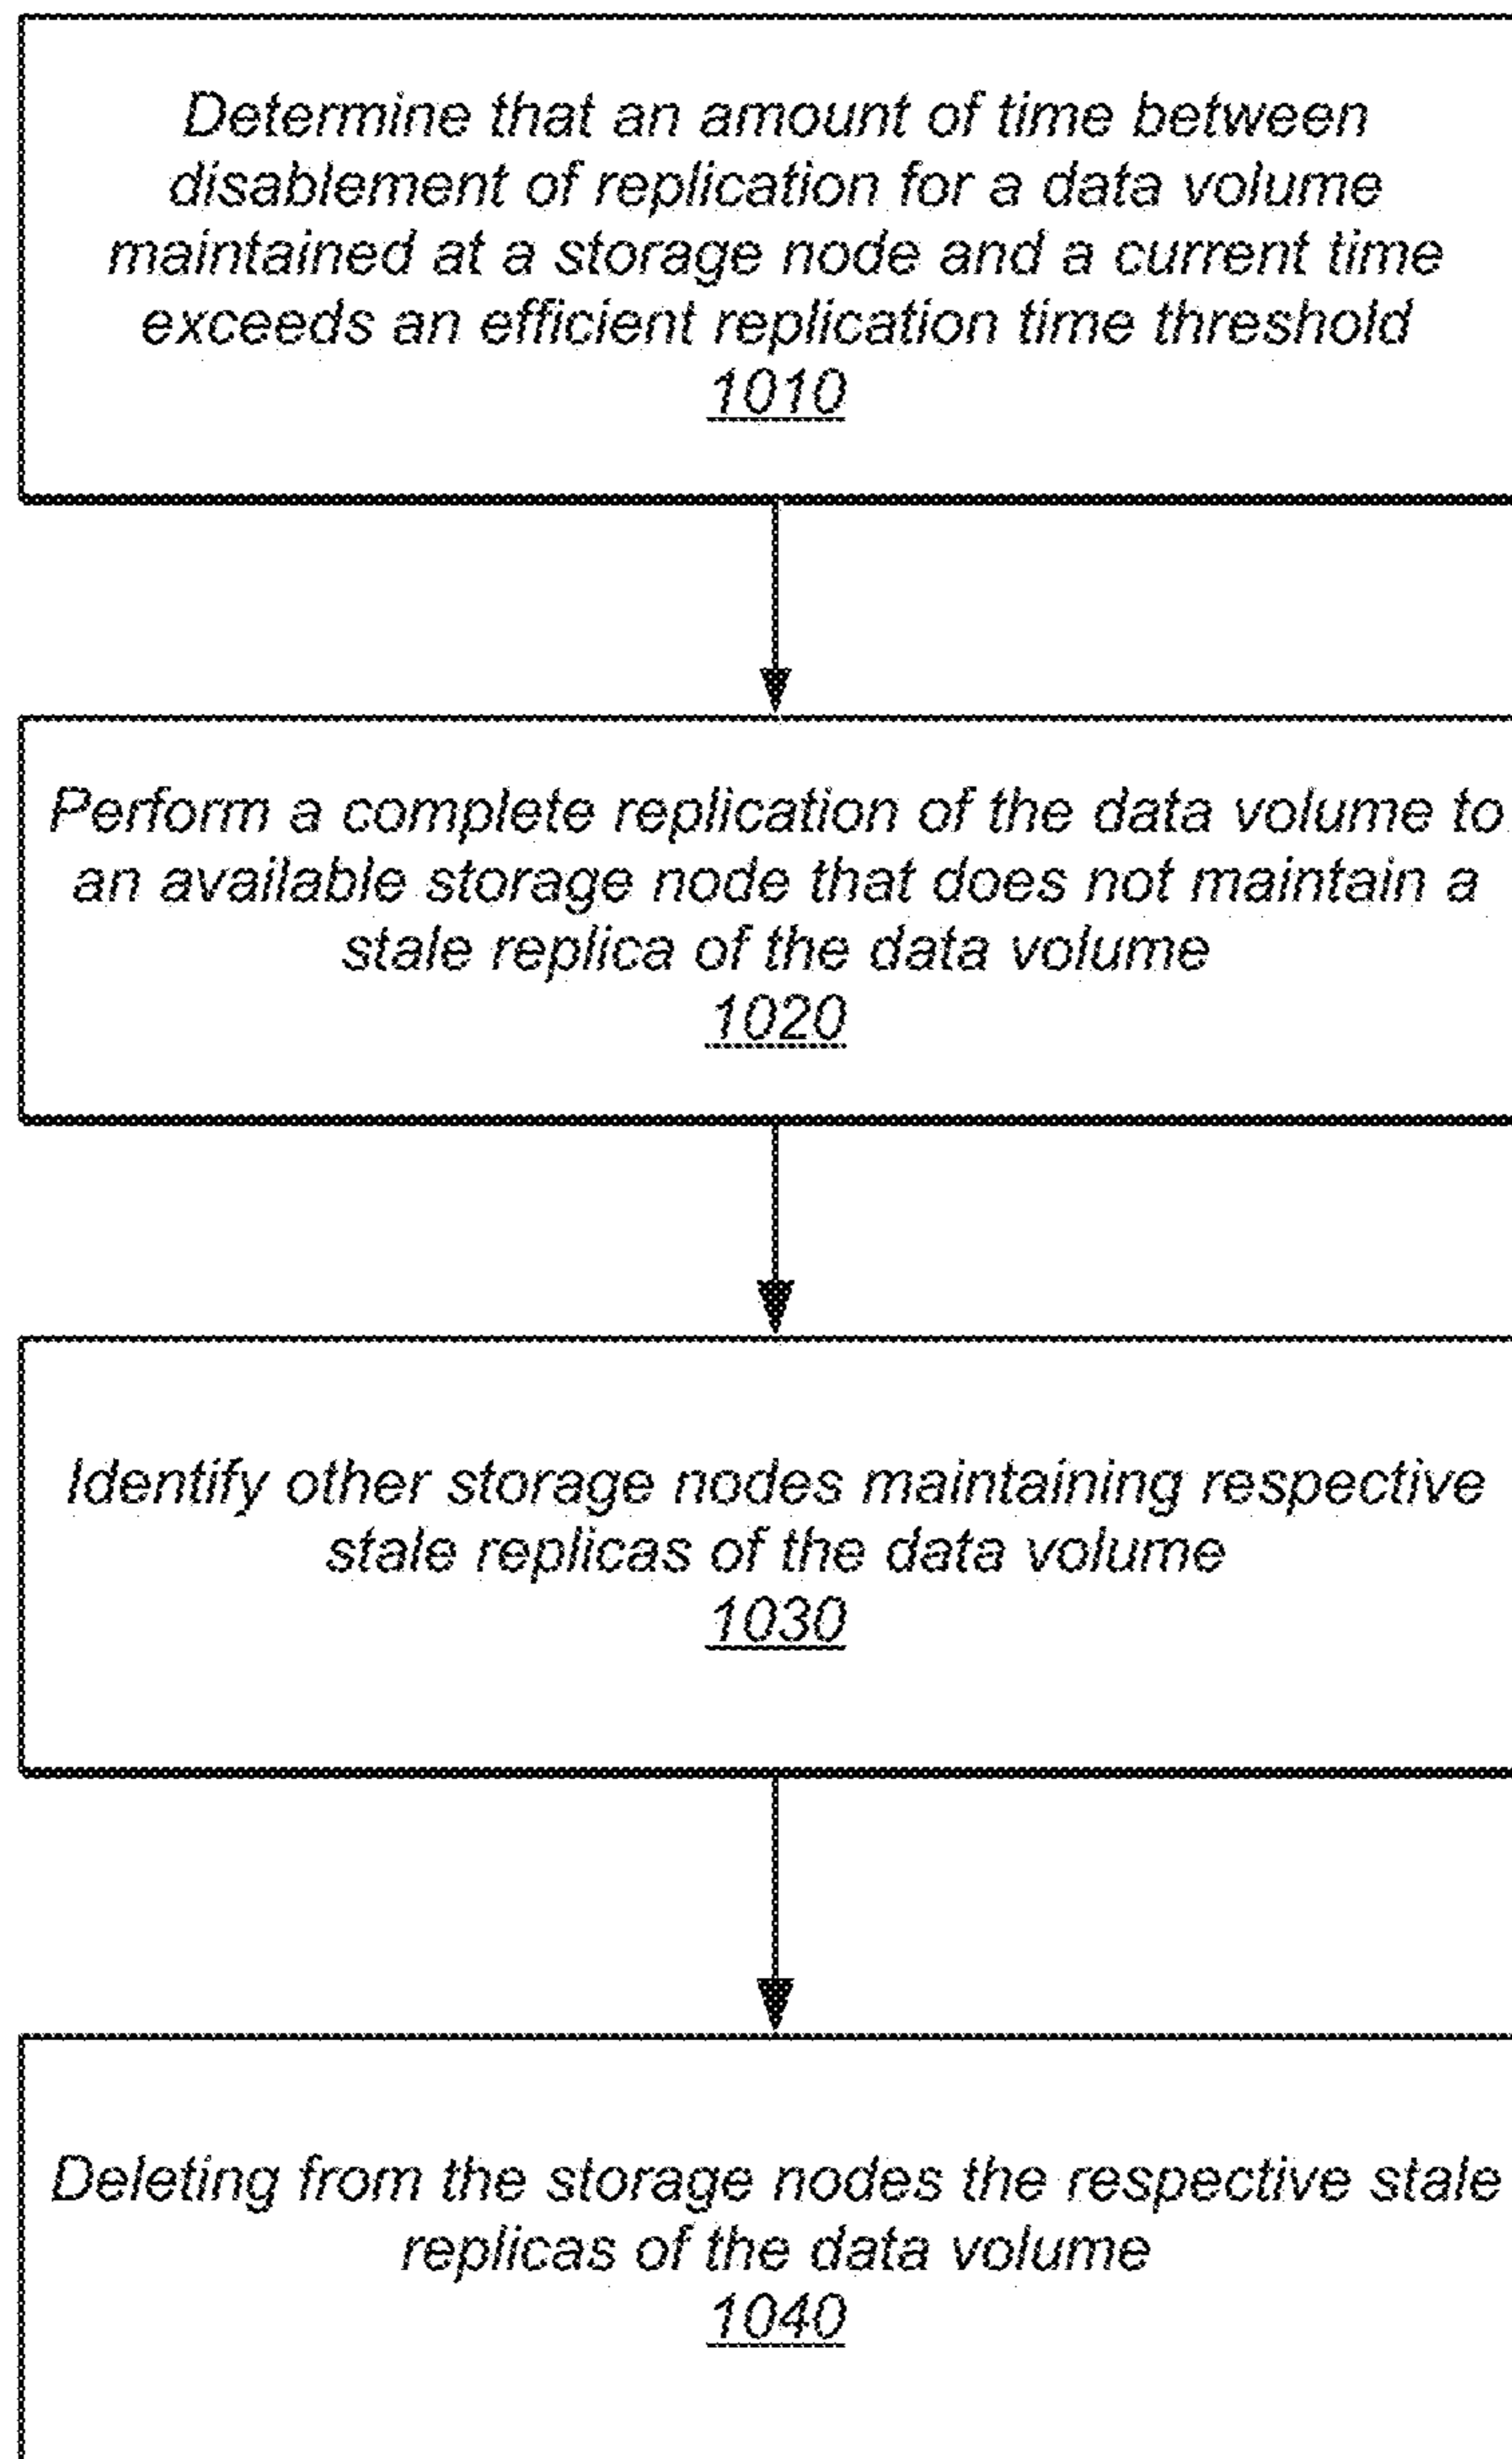 Determine that an amount of time between
disablement of replication for a data volume
maintained at a storage node and a current time
exceeds an efficient replication time threshold
1010
Perform a complete replication of the data volume to
an available storage node that does not maintain a
stale replica of the data volume
1020
Identify other storage nodes maintaining respective
stale replicas of the data volume
1030
Deleting from the storage nodes the respective stale
replicas of the data volume
1040